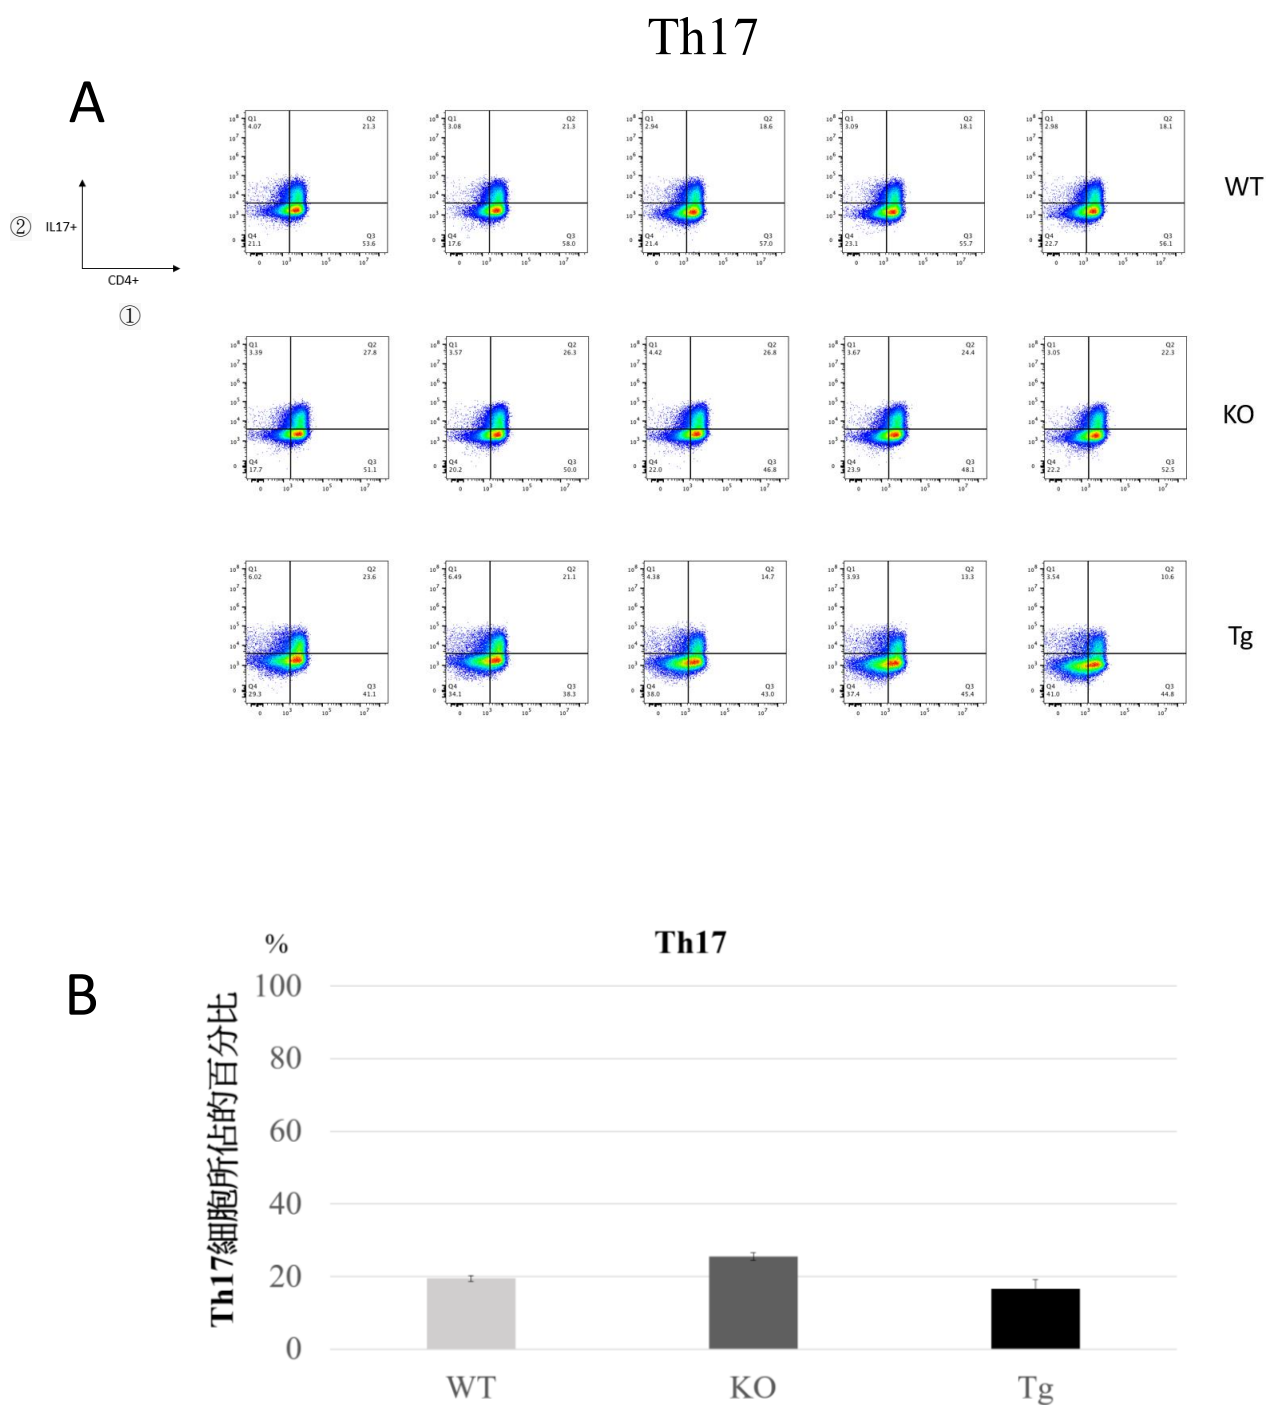 Th17
A
Q1 Q2 Q1 Q2 Q1 Q2 Q1 Q2 Q1 Q2
4.07 21.3 3.08 21.3 2.94 18.6 3.09 18.1 2.98 18.1
WT
② IL17+
Q4 Q3 Q4 Q3 Q4 Q3 Q4 Q3 Q4 Q3
21.1 53.6 17.6 58.0 21.4 57.0 23.1 55.7 22.7 56.1
CD4+
①
Q1 Q2 Q1 Q2 Q1 Q2 Q1 Q2 Q1 Q2
3.39 27.8 3.57 26.3 4.42 26.8 3.67 24.4 3.05 22.3
KO
Q4 Q3 Q4 Q3 Q4 Q3 Q4 Q3 Q4 Q3
17.7 51.1 20.2 50.0 22.0 46.8 23.9 48.1 22.2 52.5
Q1 Q2 Q1 Q2 Q1 Q2 Q1 Q2 Q1 Q2
6.02 23.6 6.49 21.1 4.38 14.7 3.93 13.3 3.54 10.6
Tg
Q4 Q3 Q4 Q3 Q4 Q3 Q4 Q3 Q4 Q3
29.3 41.1 34.1 38.3 38.0 43.0 37.4 45.4 41.0 44.8
B
% Th17
Th17細胞所佔的百分比
100
80
60
40
20
0
WT KO Tg